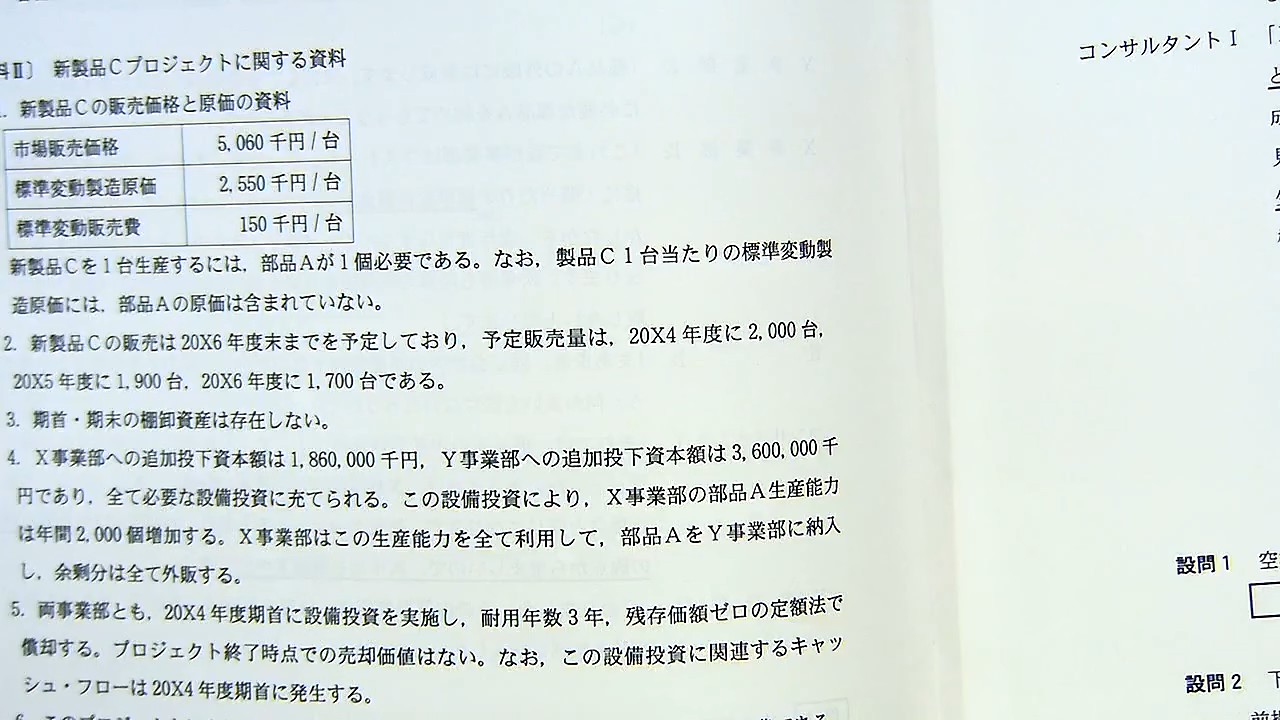 料Ⅱ〕 新製品Cプロジェクトに関する資料
1. 新製品Cの販売価格と原価の資料
市場販売価格 5,060 千円/台
標準変動製造原価 2,550 千円/台
標準変動販売費 150 千円/台
新製品Cを1台生産するには，部品Aが1個必要である。なお，製品C1台当たりの標準変動製
造原価には，部品Aの原価は含まれていない。
2. 新製品Cの販売は20X6年度末までを予定しており，予定販売量は，20X4年度に2,000台，
20X5年度に1,900台，20X6年度に1,700台である。
3. 期首・期末の棚卸資産は存在しない。
4. X事業部への追加投下資本額は1,860,000千円，Y事業部への追加投下資本額は3,600,000千
円であり，全て必要な設備投資に充てられる。この設備投資により，X事業部の部品A生産能力
は年間2,000個増加する。X事業部はこの生産能力を全て利用して，部品AをY事業部に納入
し，余剰分は全て外販する。
5. 両事業部とも，20X4年度期首に設備投資を実施し，耐用年数3年，残存価額ゼロの定額法で
償却する。プロジェクト終了時点での売却価値はない。なお，この設備投資に関連するキャッ
シュ・フローは20X4年度期首に発生する。
コンサルタントⅠ
設問1 空
設問2 下